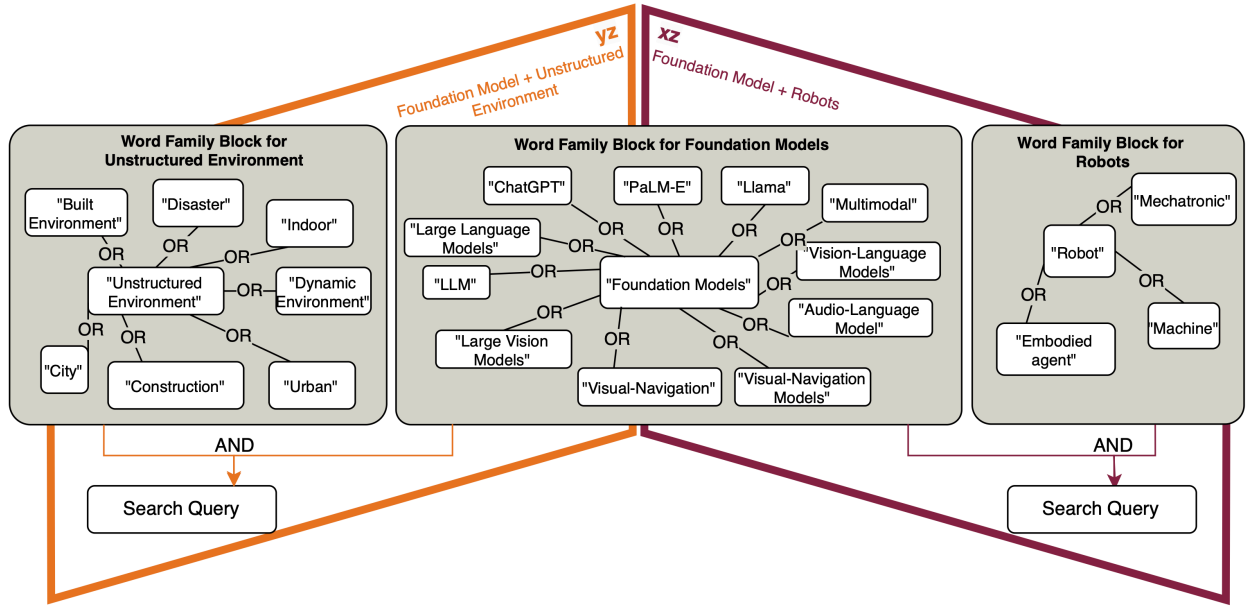 yz
Foundation Model + Unstructured
Environment
xz
Foundation Model + Robots
Word Family Block for
Unstructured Environment
"Built
Environment"
"Disaster"
"Indoor"
OR
OR
OR
"Unstructured
Environment"
OR
"Dynamic
Environment"
OR
OR
OR
"City"
"Construction"
"Urban"
Word Family Block for Foundation Models
"ChatGPT"
"PaLM-E"
"Llama"
"Multimodal"
OR
OR
OR
OR
"Large Language
Models"
OR
"Vision-Language
Models"
"LLM"
OR
"Foundation Models"
OR
"Audio-Language
Model"
OR
OR
OR
OR
"Large Vision
Models"
"Visual-Navigation"
"Visual-Navigation
Models"
Word Family Block for
Robots
"Mechatronic"
OR
"Robot"
OR
OR
"Machine"
"Embodied
agent"
AND
Search Query
AND
Search Query